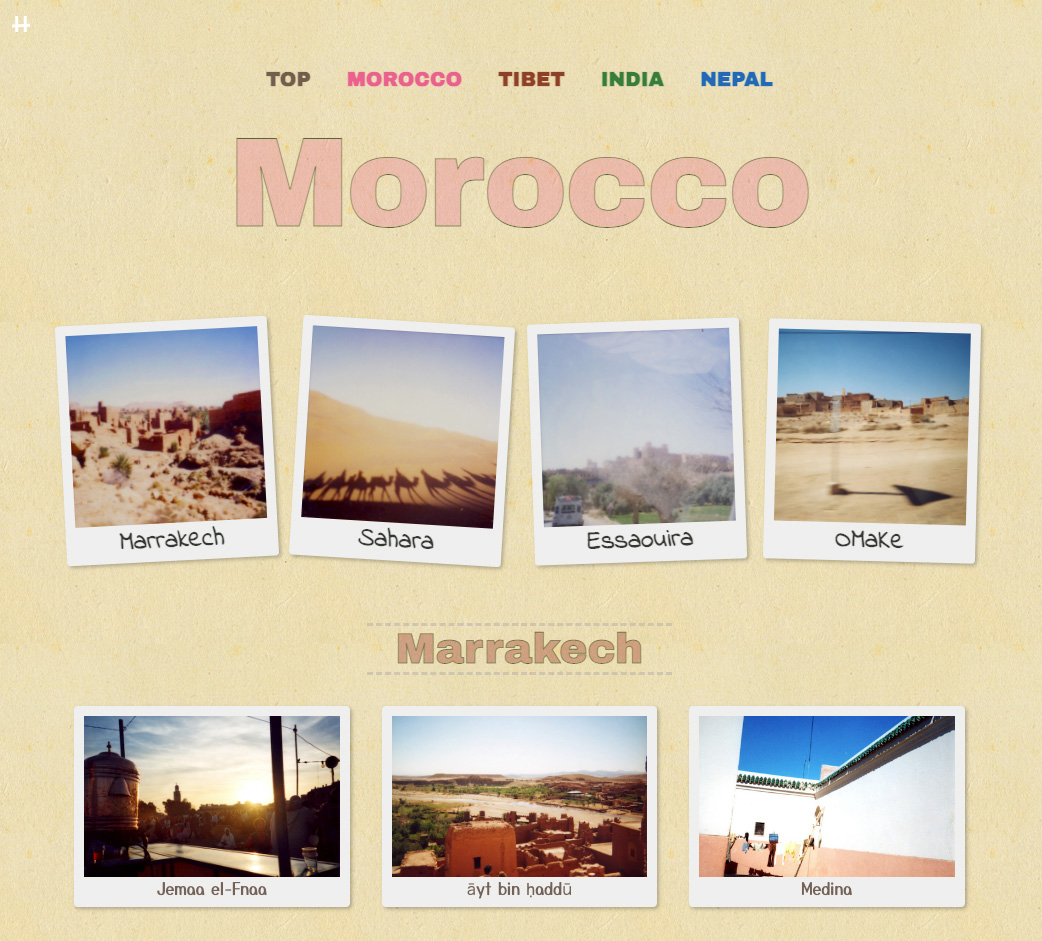 TOP MOROCCO TIBET INDIA NEPAL
Morocco
Marrakech Sahara Essaouira OMaKe
Marrakech
Jemaa el-Fnaa āyt bin ḥaddū Medina